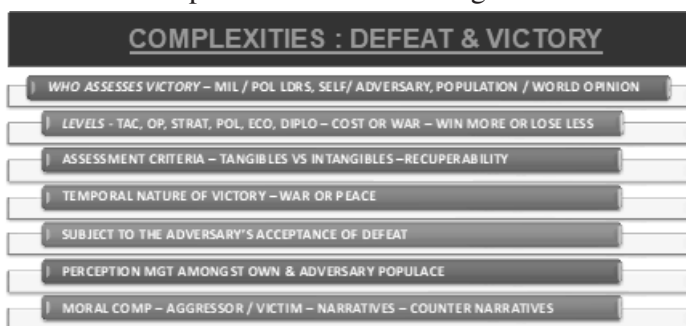 COMPLEXITIES : DEFEAT & VICTORY
WHO ASSESSES VICTORY – MIL / POL LDRS, SELF/ ADVERSARY, POPULATION / WORLD OPINION
LEVELS - TAC, OP, STRAT, POL, ECO, DIPLO – COST OR WAR – WIN MORE OR LOSE LESS
ASSESSMENT CRITERIA – TANGIBLES VS INTANGIBLES –RECUPERABILITY
TEMPORAL NATURE OF VICTORY –WAR OR PEACE
SUBJECT TO THE ADVERSARY'S ACCEPTANCE OF DEFEAT
PERCEPTION MGT AMONGST OWN & ADVERSARY POPULACE
MORAL COMP – AGGRESSOR / VICTIM – NARRATIVES – COUNTER NARRATIVES